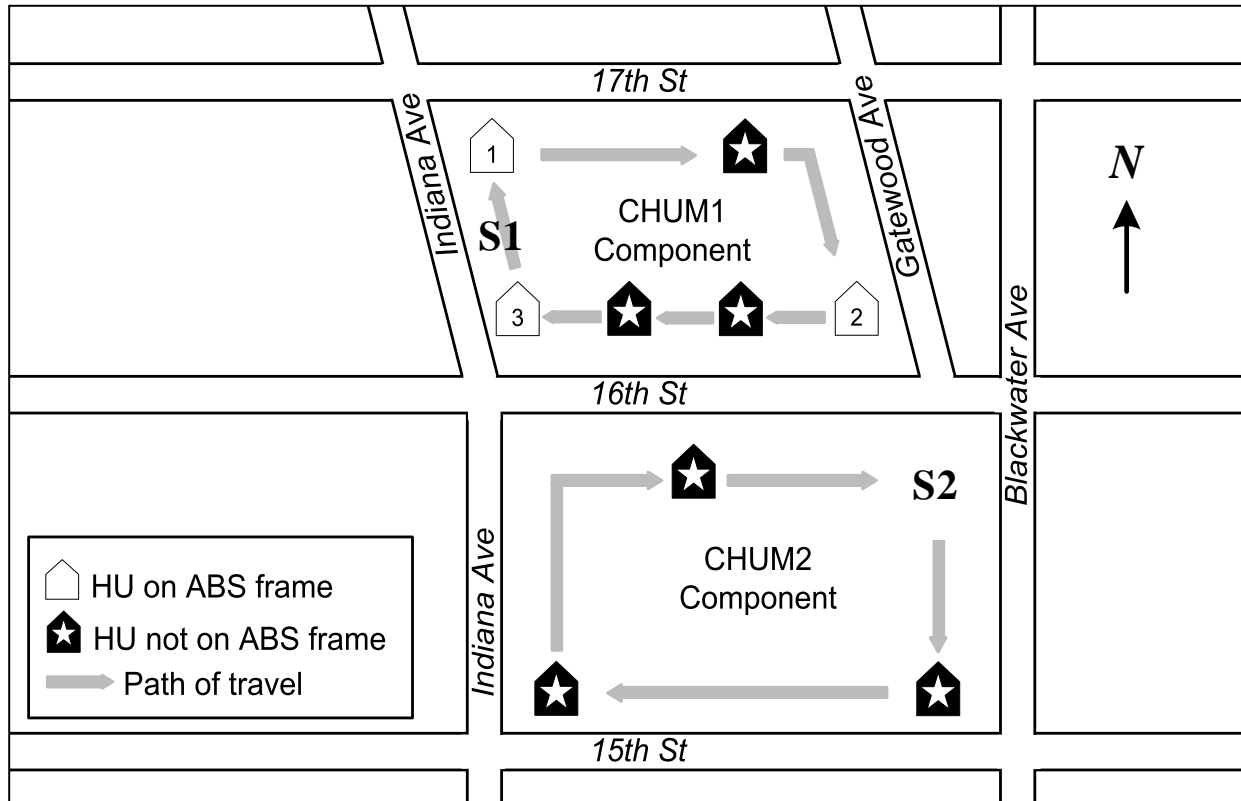 17th St
Indiana Ave
Gatewood Ave
1
N
CHUM1
Component
S1
3
2
Blackwater Ave
16th St
S2
CHUM2
Component
Indiana Ave
HU on ABS frame
HU not on ABS frame
Path of travel
15th St